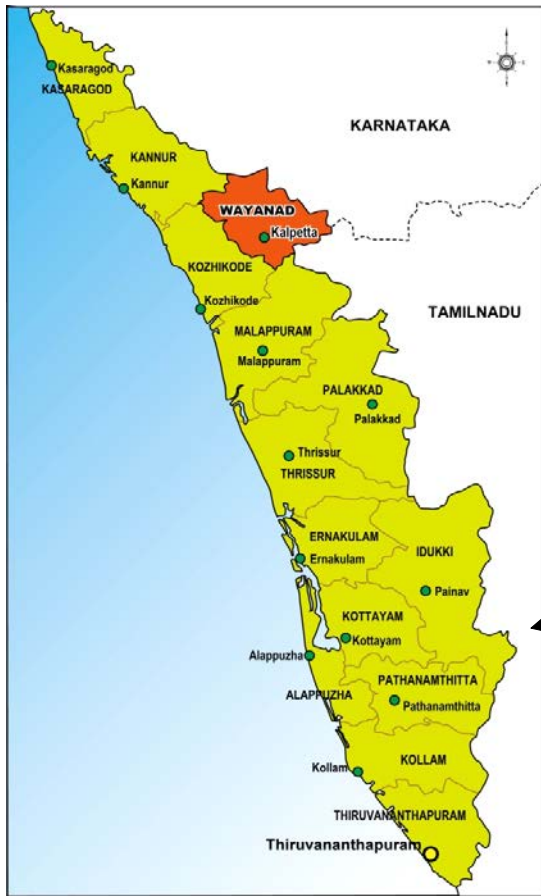 Kasaragod
KASARAGOD
KARNATAKA
KANNUR
Kannur
WAYANAD
Kalpetta
KOZHIKODE
Kozhikode
TAMILNADU
MALAPPURAM
Malappuram
PALAKKAD
Palakkad
Thrissur
THRISSUR
ERNAKULAM
Ernakulam
IDUKKI
Painav
KOTTAYAM
Kottayam
Alappuzha
PATHANAMTHITTA
ALAPPUZHA
Pathanamthitta
KOLLAM
Kollam
THIRUVANANTHAPURAM
Thiruvananthapuram